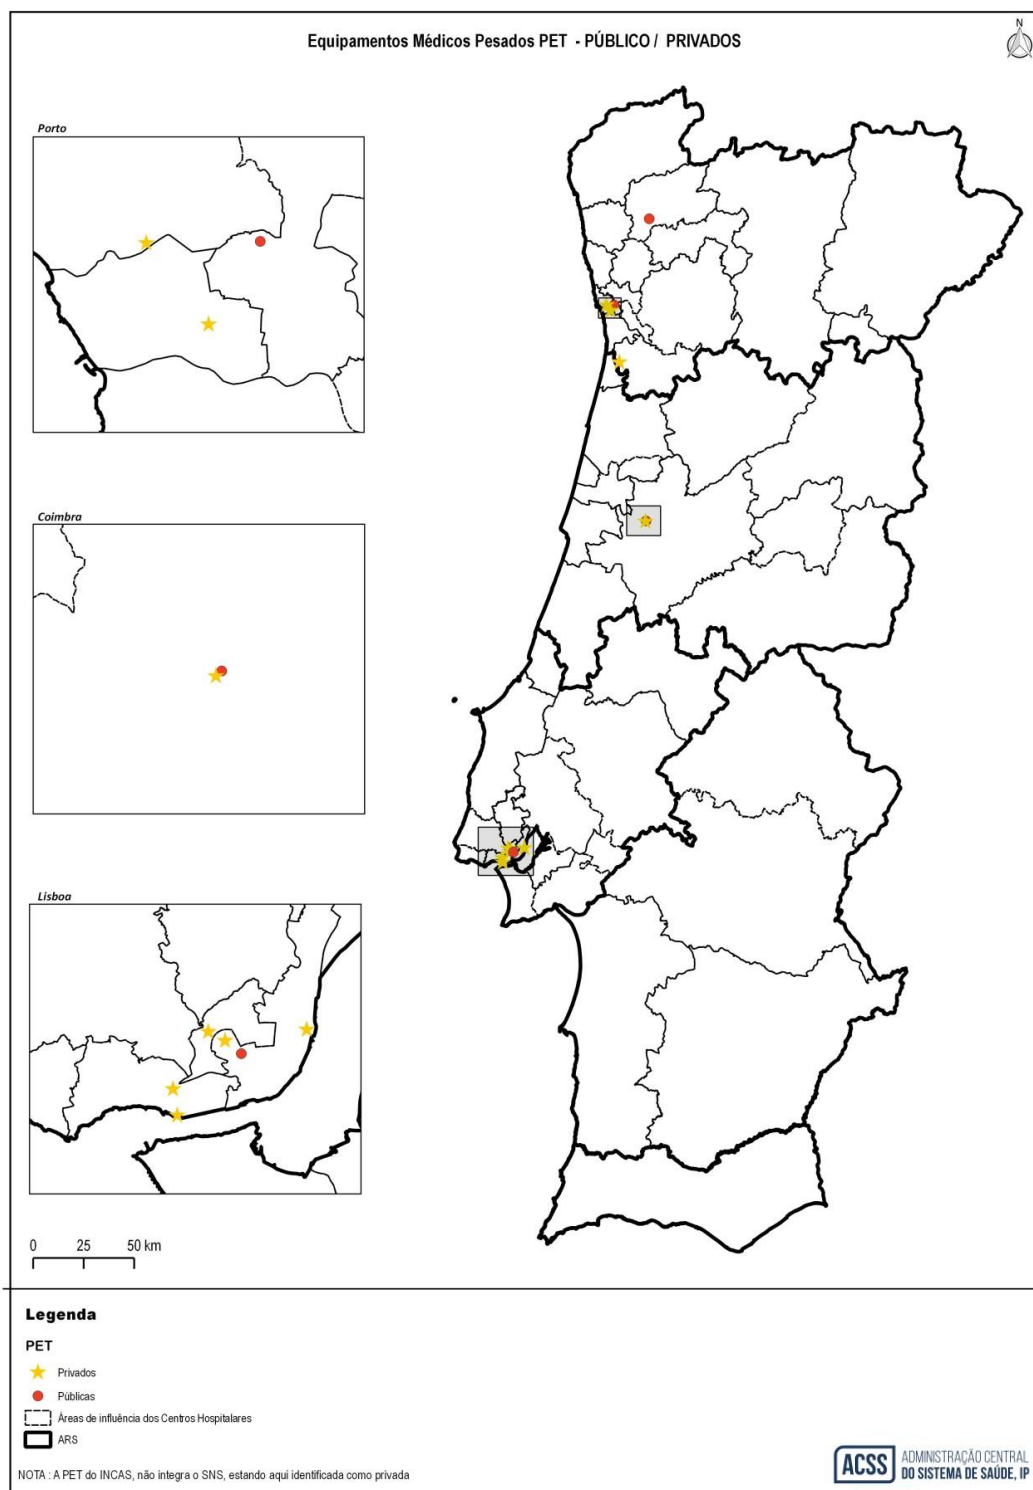 Equipamentos Médicos Pesados PET - PÚBLICO / PRIVADOS
N
Porto
Coimbra
Lisboa
0 25 50 km
Legenda
PET
Privados
Públicas
Áreas de influência dos Centros Hospitalares
ARS
NOTA : A PET do INCAS, não integra o SNS, estando aqui identificada como privada
ACSS
ADMINISTRAÇÃO CENTRAL
DO SISTEMA DE SAÚDE, IP